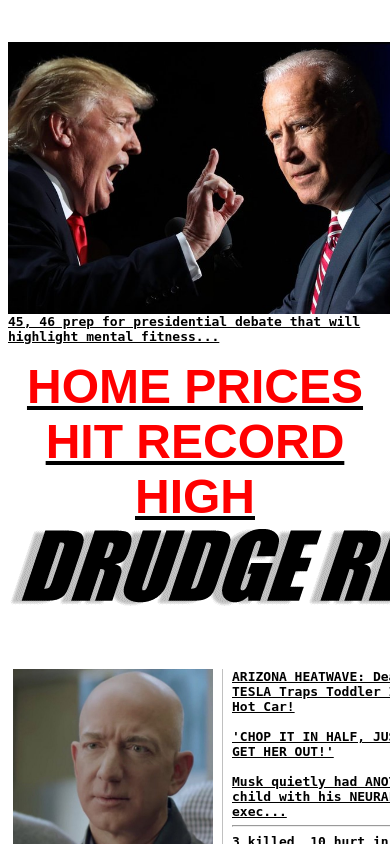 45, 46 prep for presidential debate that will
highlight mental fitness...
HOME PRICES
HIT RECORD
HIGH
DRUDGE
ARIZONA HEATWAVE:
TESLA Traps Toddler
Hot Car!
'CHOP IT IN HALF,
GET HER OUT!'
Musk quietly had
child with his
exec...
3 killed, 10 hurt in